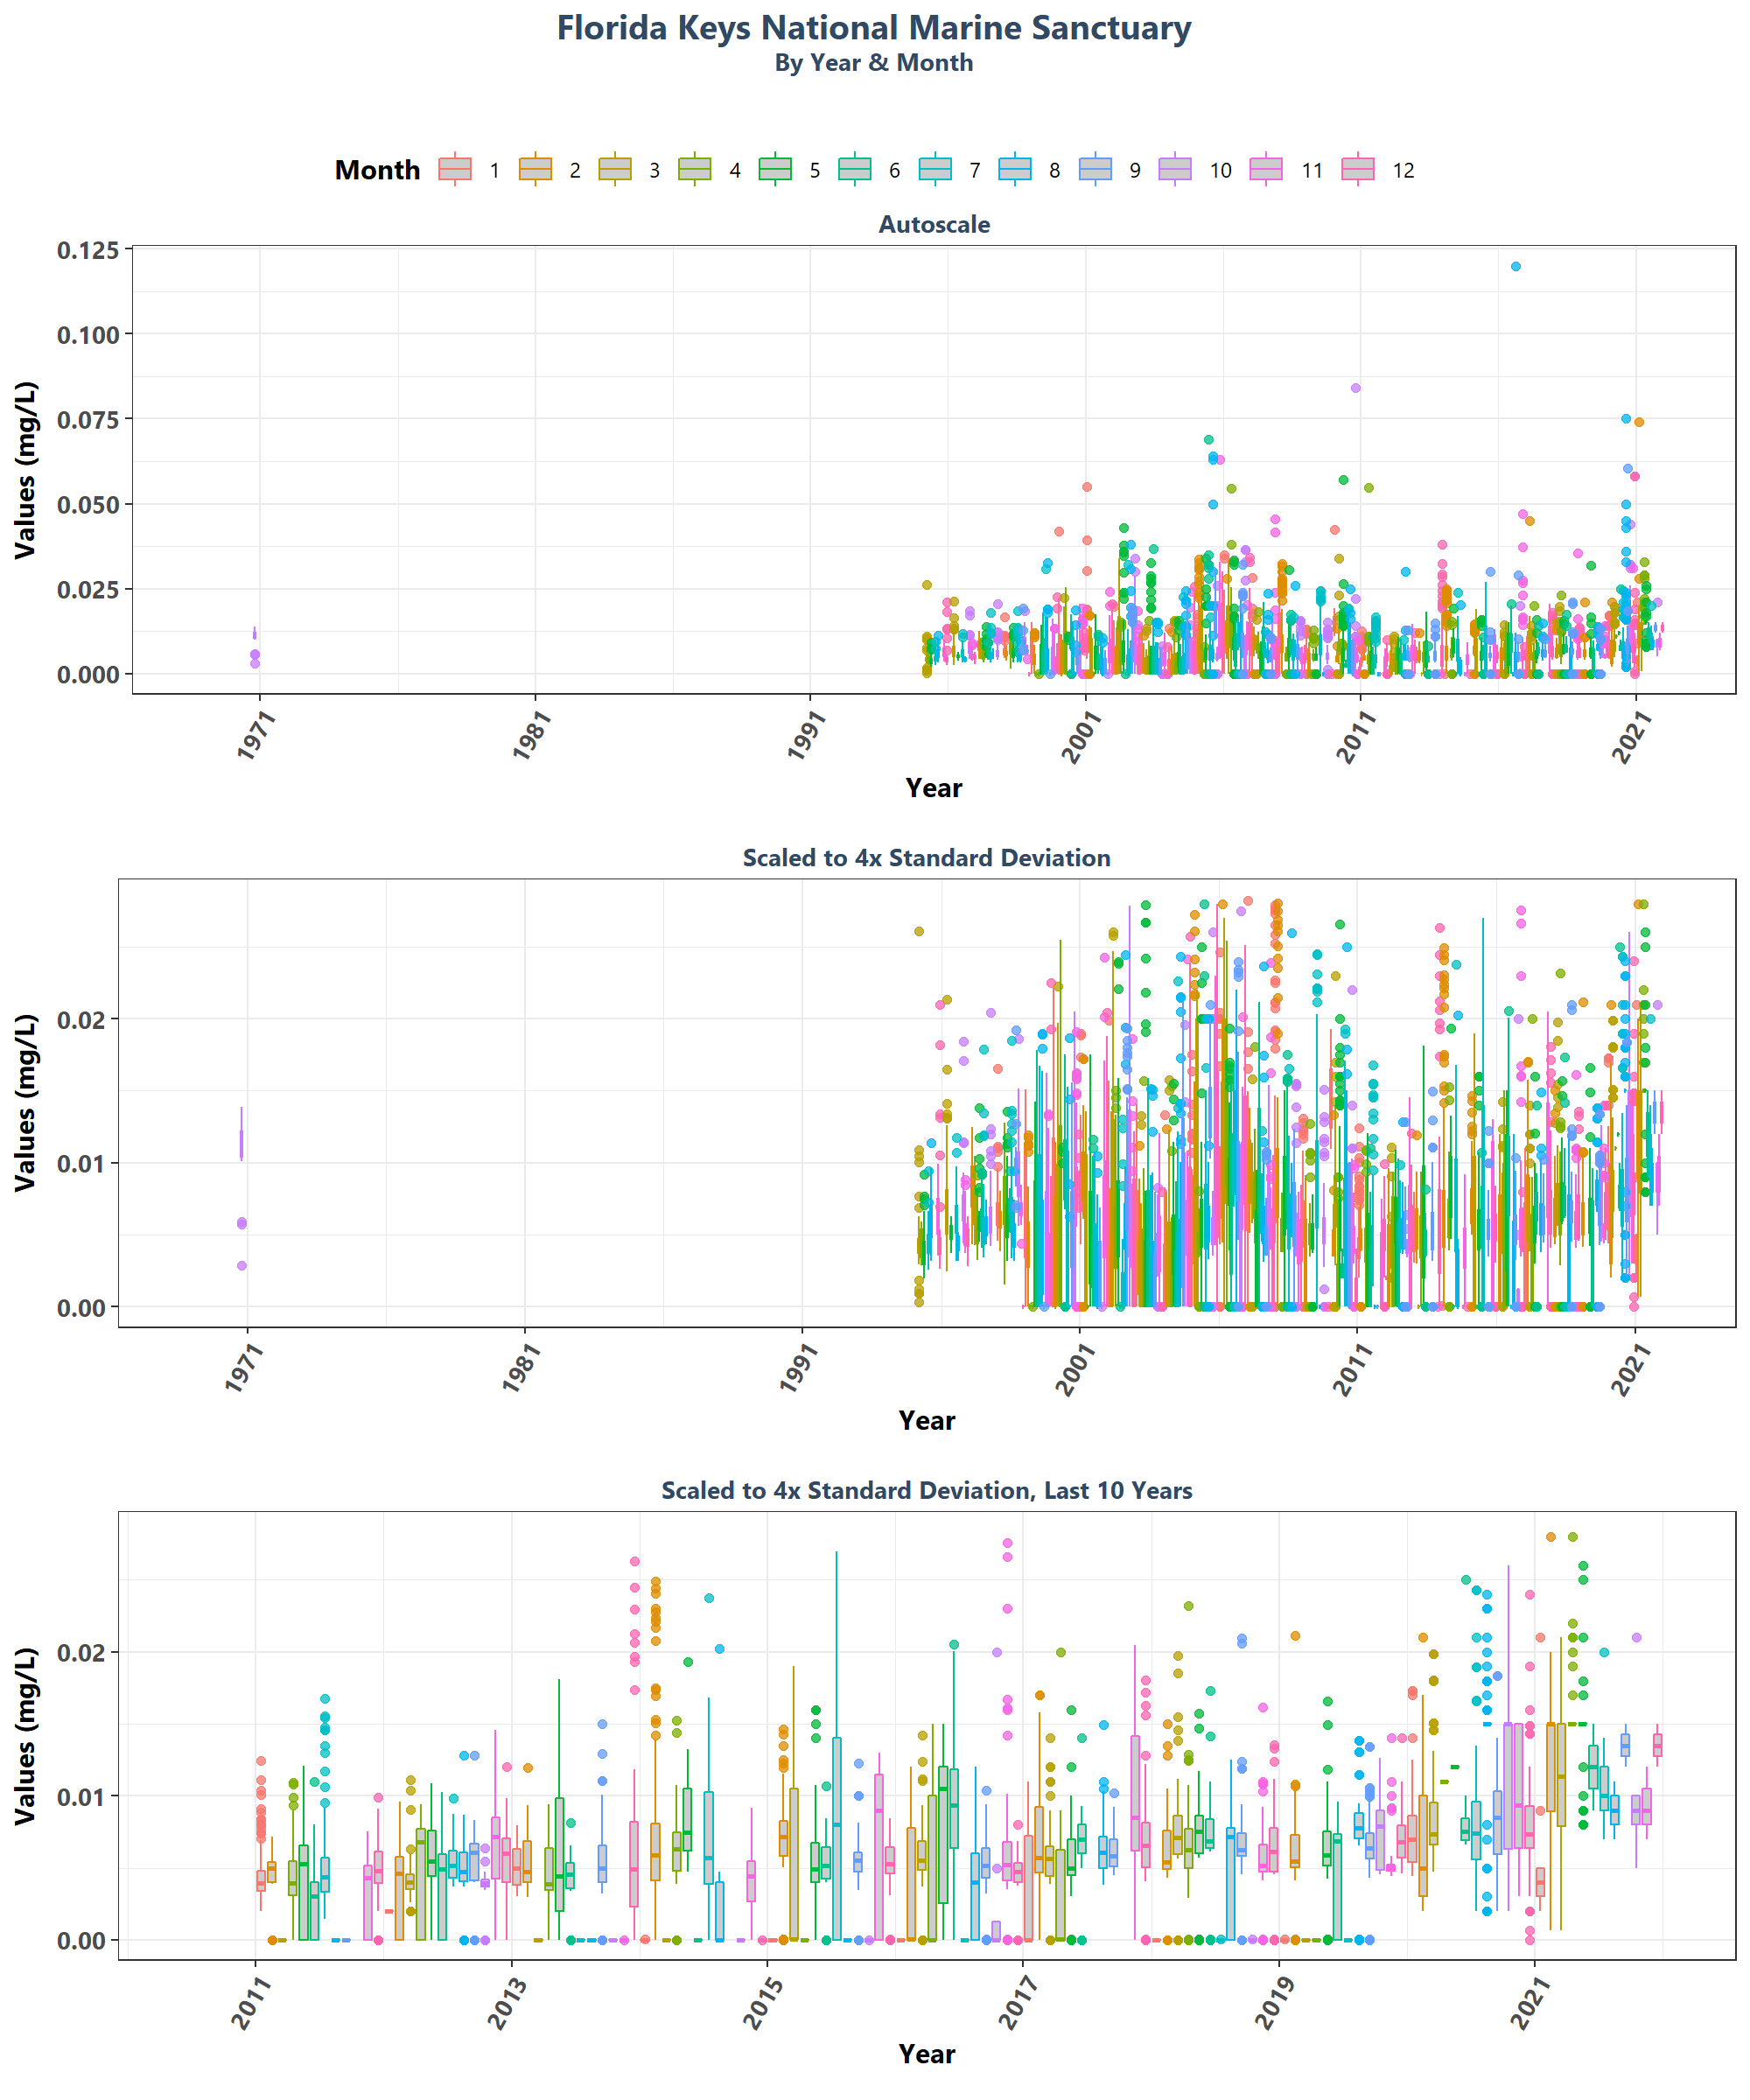 Florida Keys National Marine Sanctuary
By Year & Month
Month 1 2 3 4 5 6 7 8 9 10 11 12
Autoscale
Values (mg/L)
0.125
0.100
0.075
0.050
0.025
0.000
1971 1981 1991 2001 2011 2021
Year
Scaled to 4x Standard Deviation
Values (mg/L)
0.02
0.01
0.00
1971 1981 1991 2001 2011 2021
Year
Scaled to 4x Standard Deviation, Last 10 Years
Values (mg/L)
0.02
0.01
0.00
2011 2013 2015 2017 2019 2021
Year